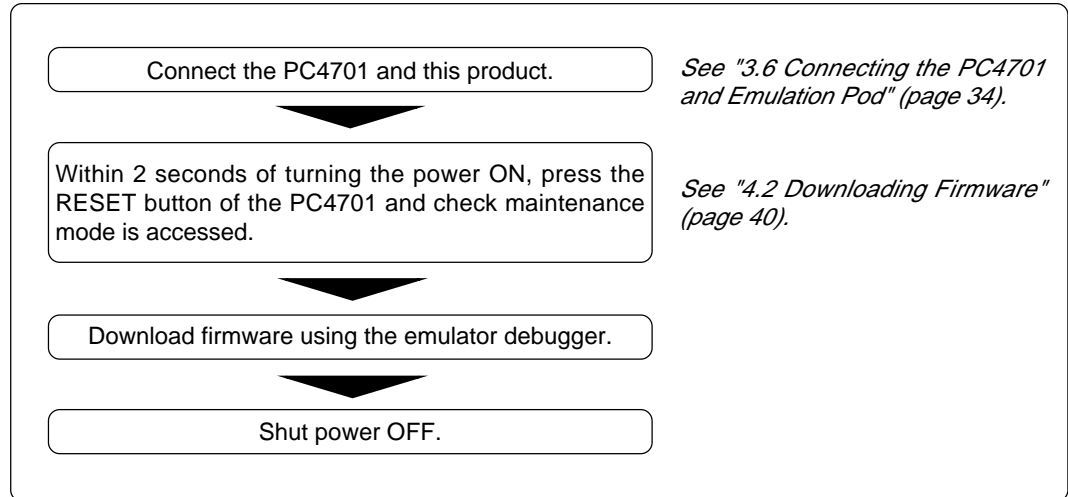 Connect the PC4701 and this product.
See "3.6 Connecting the PC4701
and Emulation Pod" (page 34).
Within 2 seconds of turning the power ON, press the
RESET button of the PC4701 and check maintenance
mode is accessed.
See "4.2 Downloading Firmware"
(page 40).
Download firmware using the emulator debugger.
Shut power OFF.